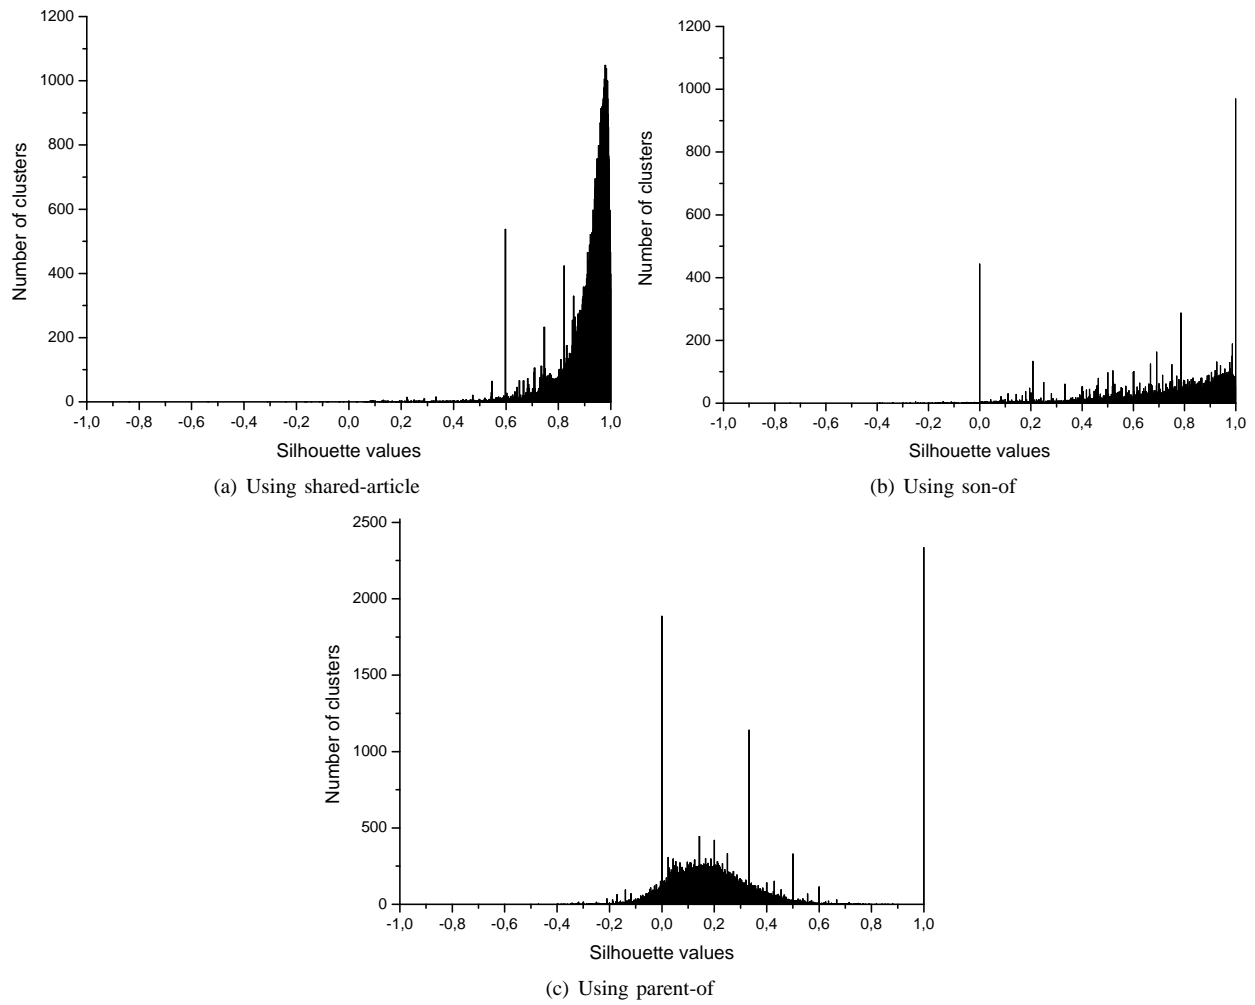 1200
1000
800
600
400
200
0
Number of clusters
-1,0 -0,8 -0,6 -0,4 -0,2 0,0 0,2 0,4 0,6 0,8 1,0
Silhouette values
(a) Using shared-article
1200
1000
800
600
400
200
0
Number of clusters
-1,0 -0,8 -0,6 -0,4 -0,2 0,0 0,2 0,4 0,6 0,8 1,0
Silhouette values
(b) Using son-of
2500
2000
1500
1000
500
0
Number of clusters
-1,0 -0,8 -0,6 -0,4 -0,2 0,0 0,2 0,4 0,6 0,8 1,0
Silhouette values
(c) Using parent-of